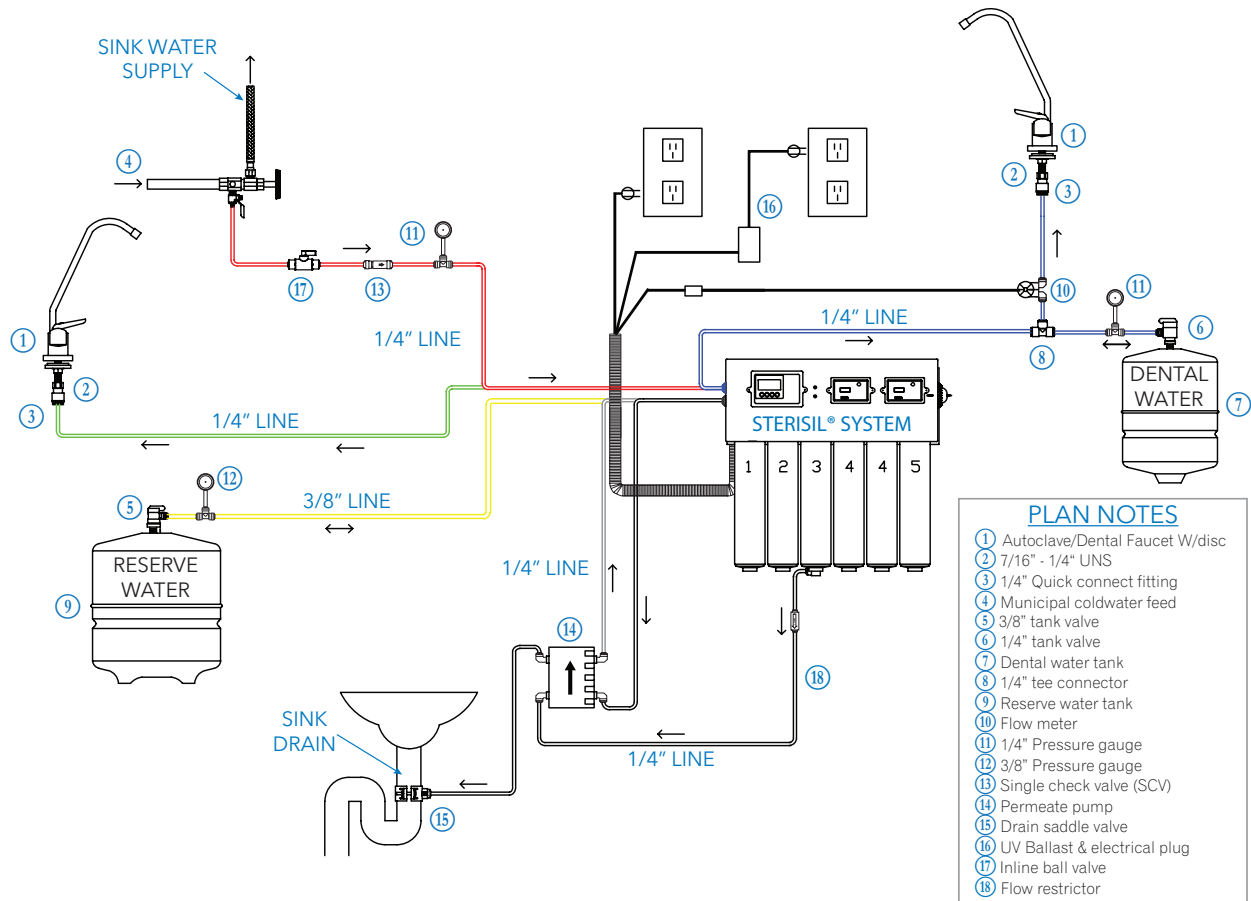 SINK WATER
SUPPLY
4
1
2
3
17
13
11
1/4” LINE
1/4” LINE
16
1
2
3
10
11
6
8
1/4” LINE
DENTAL
WATER
7
STERISIL® SYSTEM
1 2 3 4 4 5
12
5
3/8” LINE
RESERVE
WATER
9
1/4” LINE
14
18
1/4” LINE
SINK
DRAIN
15
PLAN NOTES
1 Autoclave/Dental Faucet W/disc
2 7/16” - 1/4“ UNS
3 1/4” Quick connect fitting
4 Municipal coldwater feed
5 3/8” tank valve
6 1/4” tank valve
7 Dental water tank
8 1/4” tee connector
9 Reserve water tank
10 Flow meter
11 1/4” Pressure gauge
12 3/8” Pressure gauge
13 Single check valve (SCV)
14 Permeate pump
15 Drain saddle valve
16 UV Ballast & electrical plug
17 Inline ball valve
18 Flow restrictor